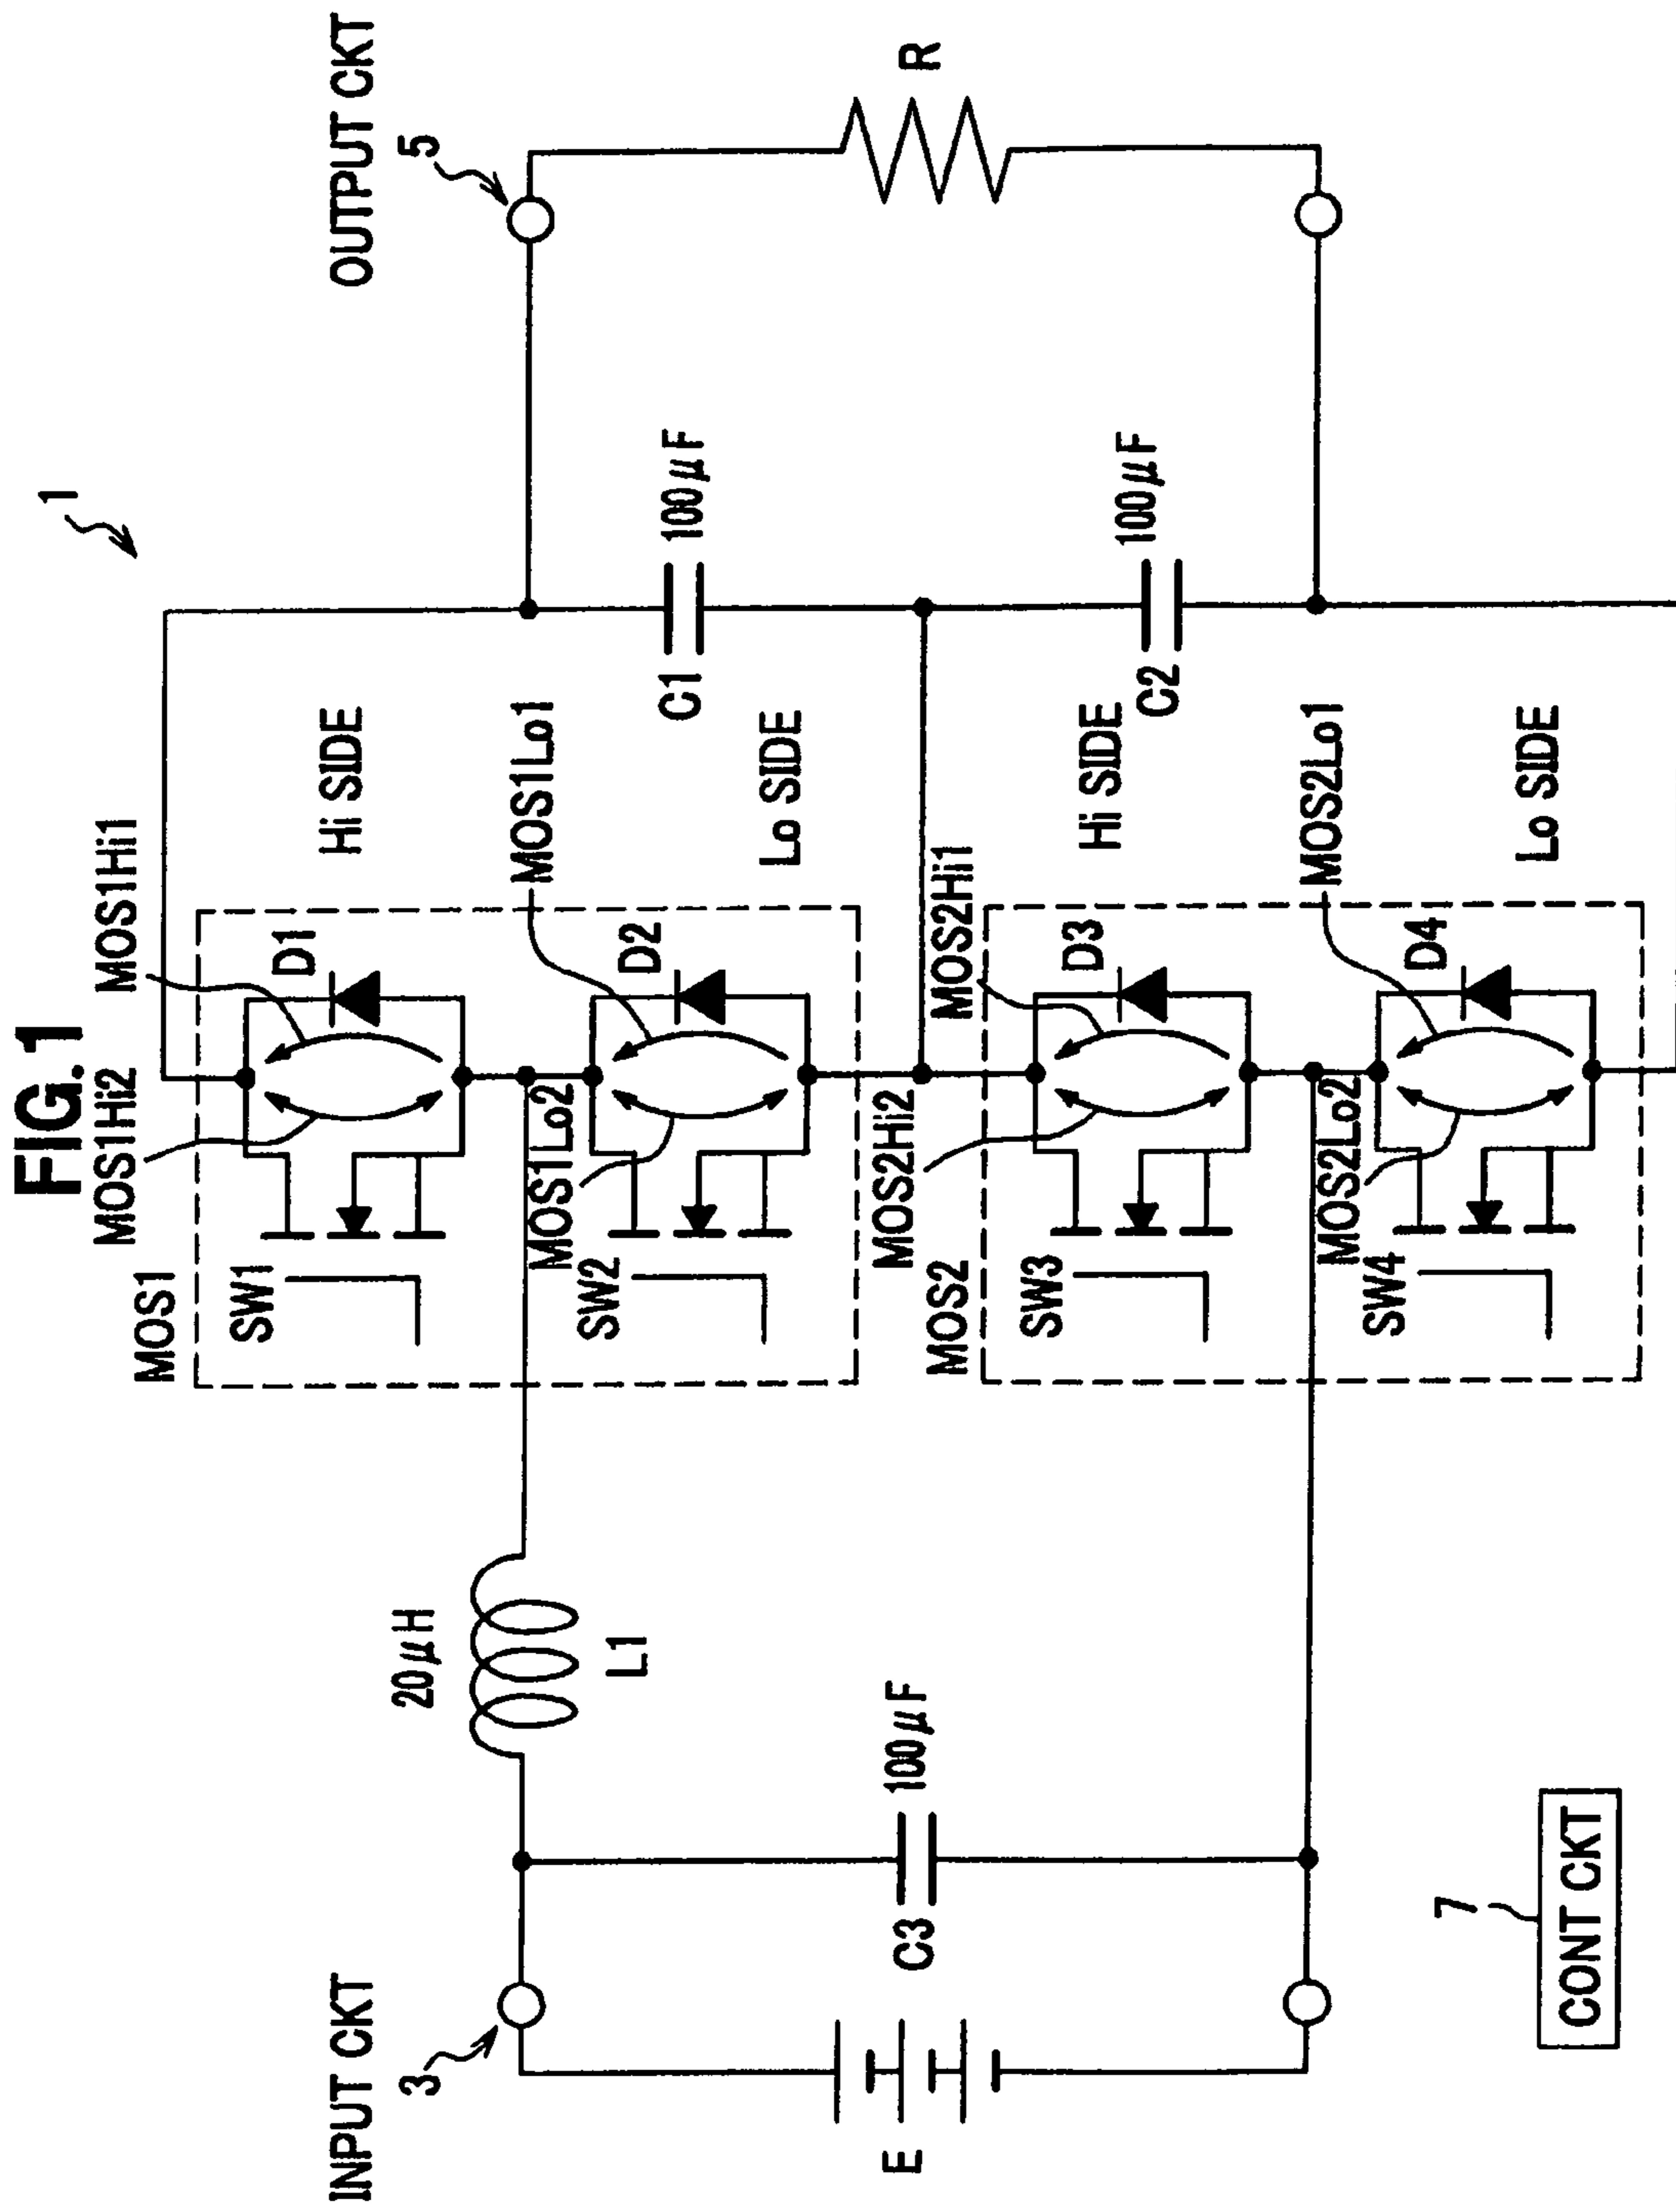 FIG.1
1
INPUT CKT
3
E
C3
100μF
20μH
L1
MOS1
MOS1Hi2
MOS1Hi1
SW1
D1
Hi SIDE
MOS1Lo1
MOS1Lo2
SW2
D2
Lo SIDE
MOS2
MOS2Hi2
MOS2Hi1
SW3
D3
Hi SIDE
MOS2Lo1
MOS2Lo2
SW4
D4
Lo SIDE
C1
100μF
C2
100μF
OUTPUT CKT
5
R
7
CONT CKT